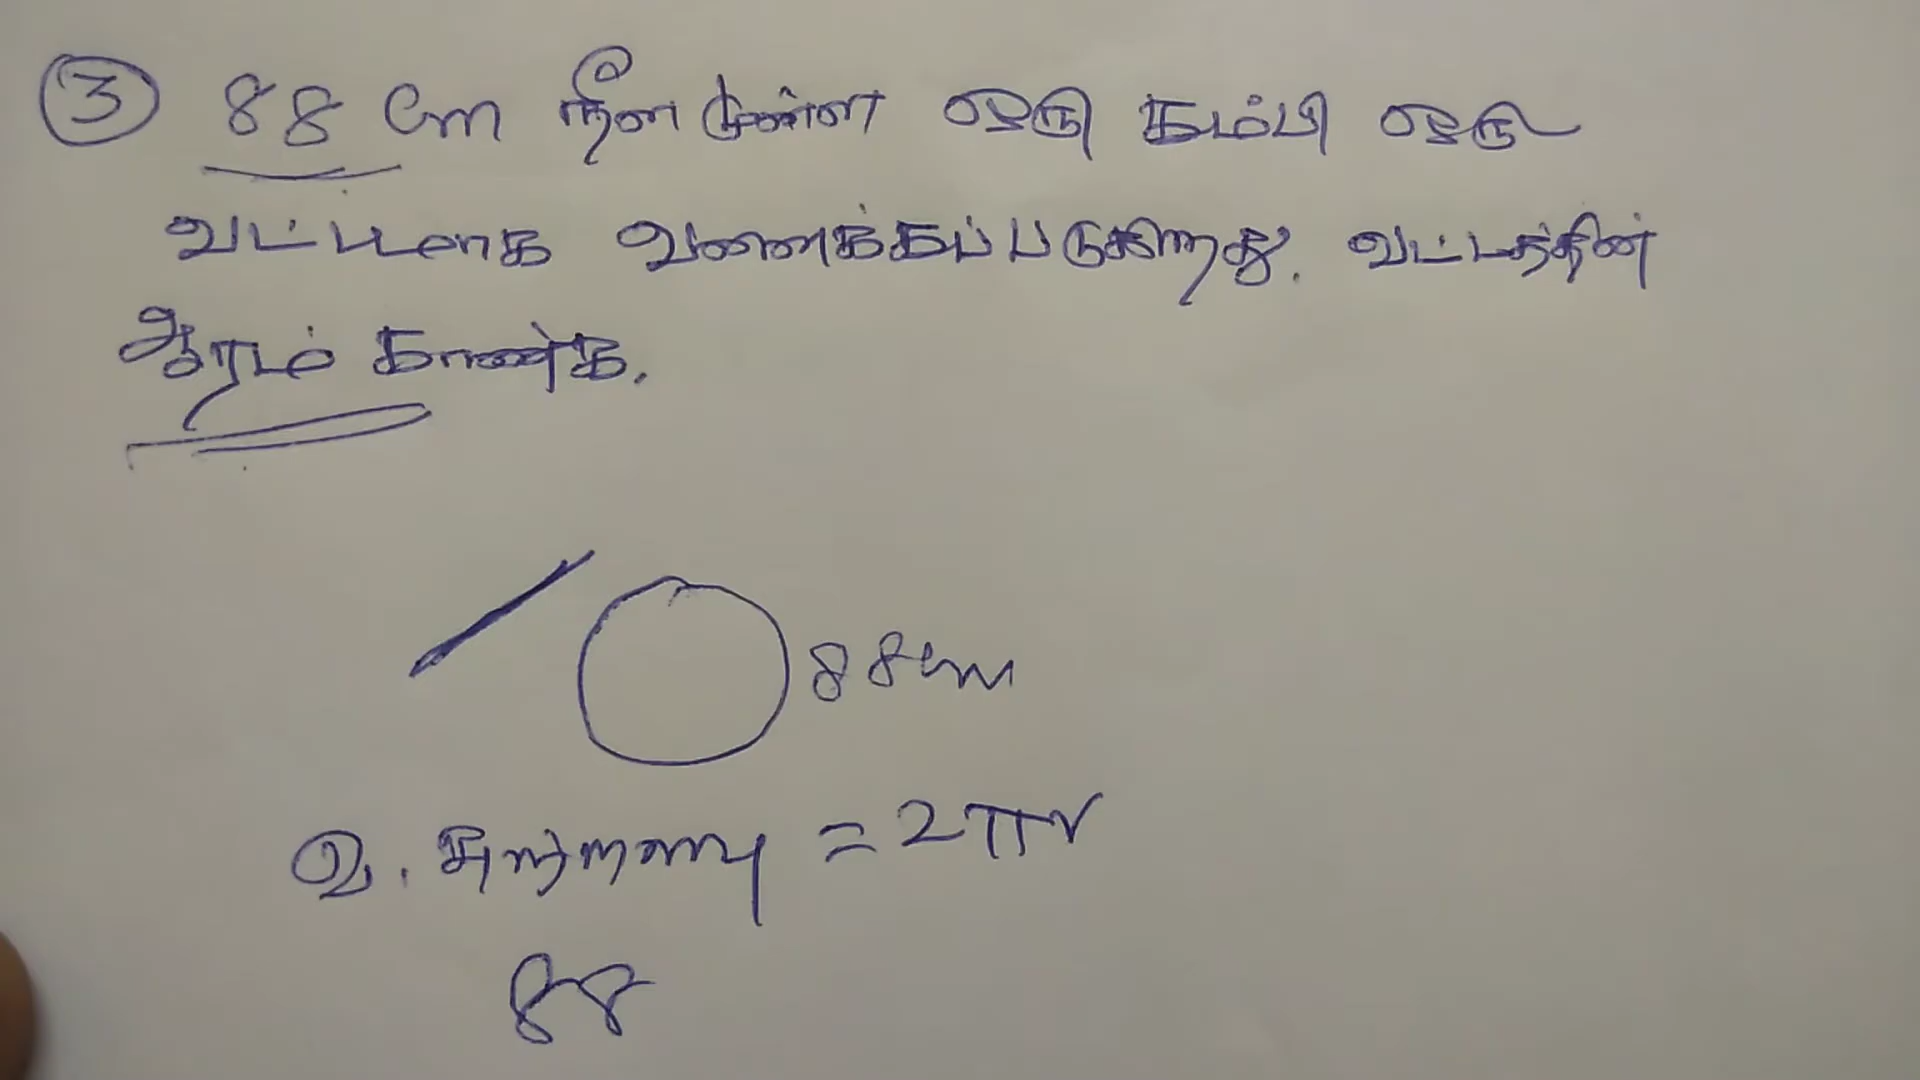 ③ 88 cm நீளமுள்ள ஒரு கம்பி ஒரு
வட்டமாக வளைக்கப்படுகிறது. வட்டத்தின்
ஆரம் காண்க.
88cm
வ. சுற்றளவு = 2πr
88